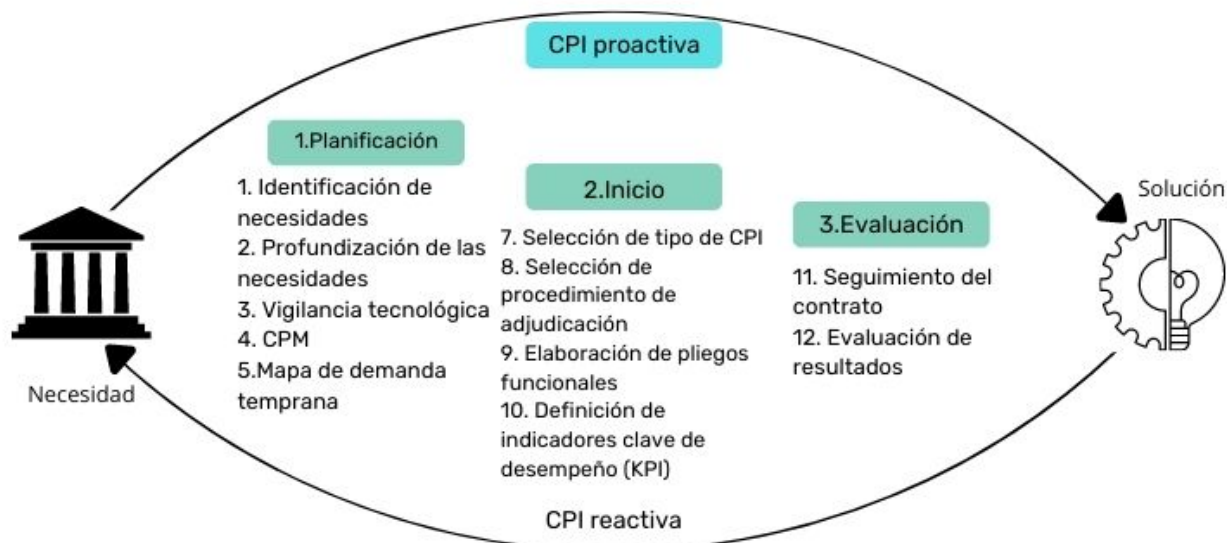 CPI proactiva
1.Planificación
1. Identificación de
necesidades
2. Profundización de las
necesidades
3. Vigilancia tecnológica
4. CPM
5.Mapa de demanda
temprana
2.Inicio
7. Selección de tipo de CPI
8. Selección de
procedimiento de
adjudicación
9. Elaboración de pliegos
funcionales
10. Definición de
indicadores clave de
desempeño (KPI)
3.Evaluación
11. Seguimiento del
contrato
12. Evaluación de
resultados
Necesidad
Solución
CPI reactiva